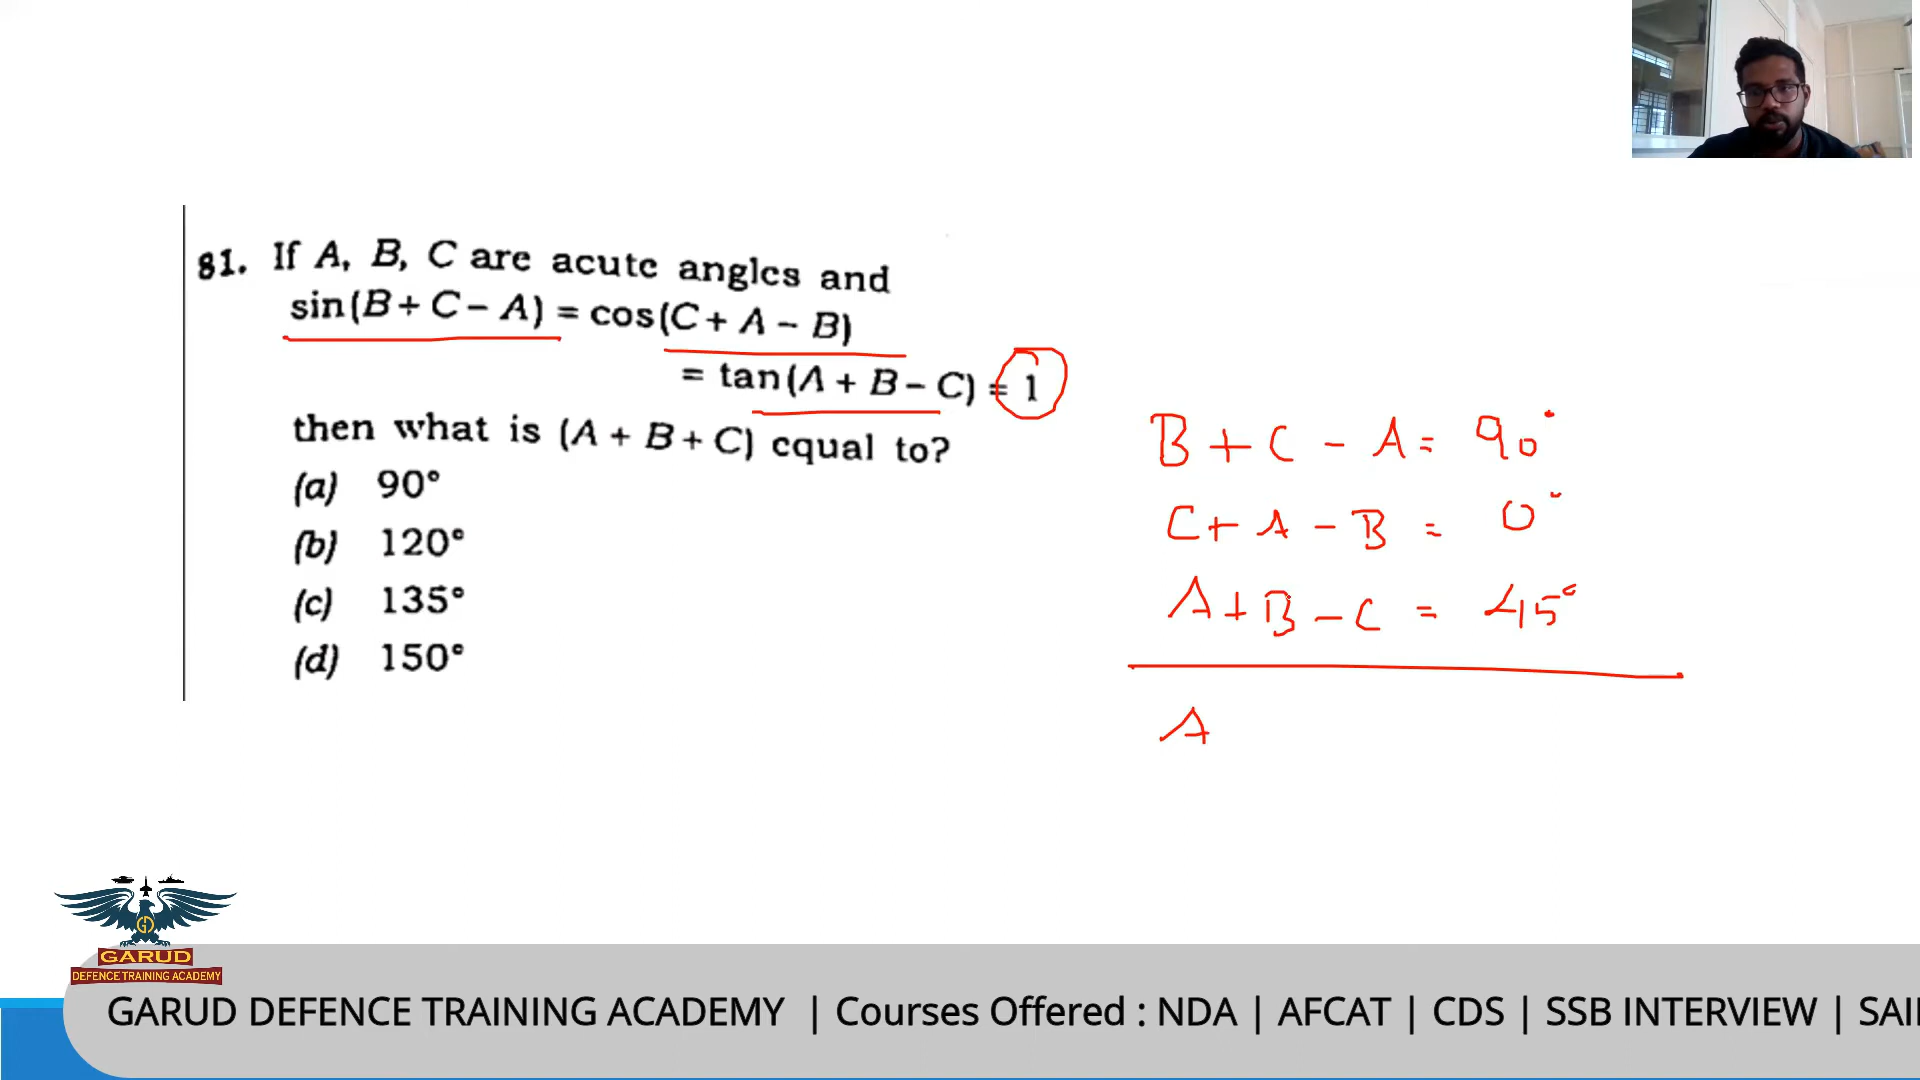 81. If A, B, C are acute angles and
sin(B + C − A) = cos(C + A − B)
= tan(A + B − C) = 1
then what is (A + B + C) equal to?
(a) 90°
(b) 120°
(c) 135°
(d) 150°
B + C − A = 90°
C + A − B = 0°
A + B − C = 45°
A
GARUD
DEFENCE TRAINING ACADEMY
GARUD DEFENCE TRAINING ACADEMY | Courses Offered : NDA | AFCAT | CDS | SSB INTERVIEW | SAI